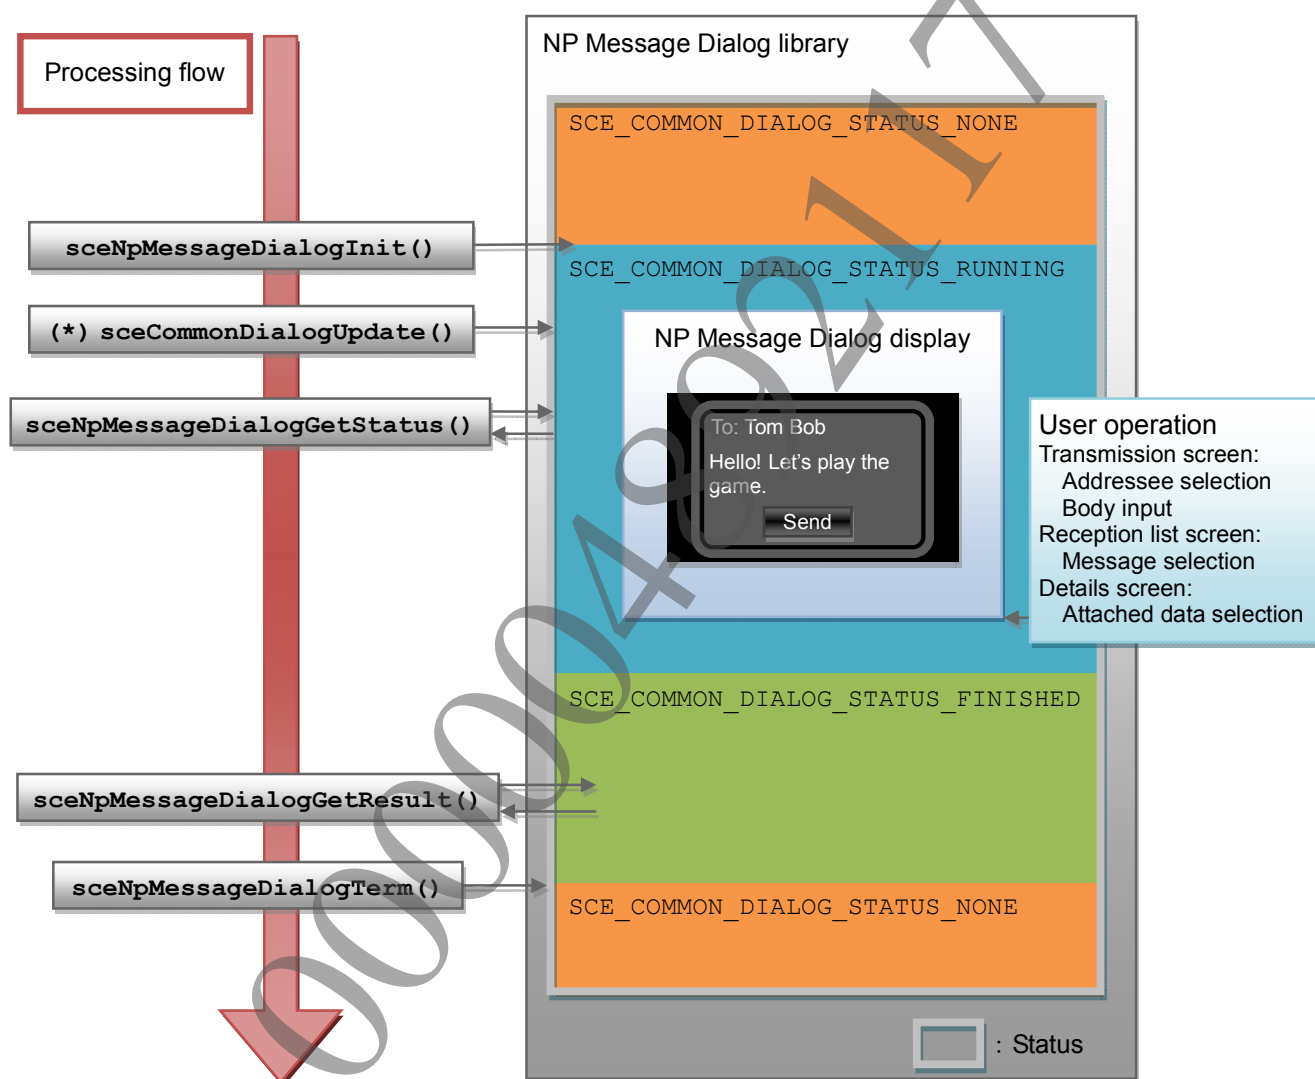 Processing flow
NP Message Dialog library
SCE_COMMON_DIALOG_STATUS_NONE
sceNpMessageDialogInit()
SCE_COMMON_DIALOG_STATUS_RUNNING
(*) sceCommonDialogUpdate()
NP Message Dialog display
sceNpMessageDialogGetStatus()
To: Tom Bob
Hello! Let's play the
game.
Send
User operation
Transmission screen:
Addressee selection
Body input
Reception list screen:
Message selection
Details screen:
Attached data selection
SCE_COMMON_DIALOG_STATUS_FINISHED
sceNpMessageDialogGetResult()
sceNpMessageDialogTerm()
SCE_COMMON_DIALOG_STATUS_NONE
: Status
000004892117